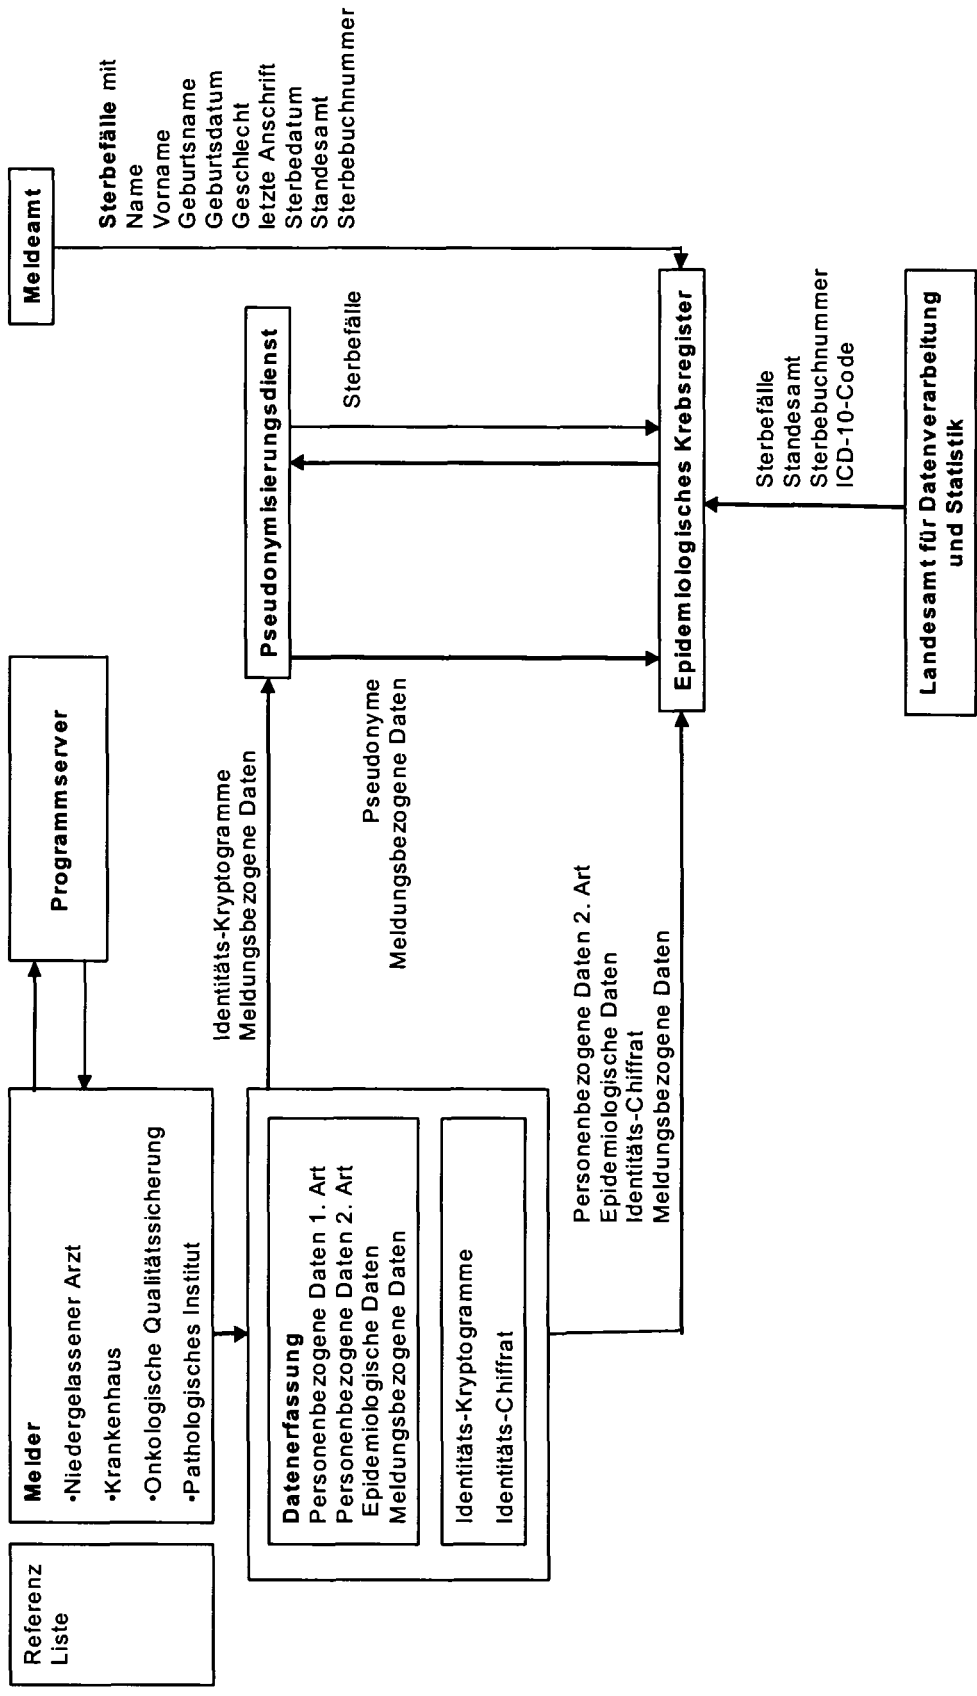 Referenz
Liste
Melder
•Niedergelassener Arzt
•Krankenhaus
•Onkologische Qualitätssicherung
•Pathologisches Institut
Programmserver
Meldeamt
Sterbefälle mit
Name
Vorname
Geburtsname
Geburtsdatum
Geschlecht
letzte Anschrift
Sterbedatum
Standesamt
Sterbebuchnummer
Datenerfassung
Personenbezogene Daten 1. Art
Personenbezogene Daten 2. Art
Epidemiologische Daten
Meldungsbezogene Daten
Identitäts-Kryptogramme
Identitäts-Chiffrat
Identitäts-Kryptogramme
Meldungsbezogene Daten
Pseudonymisierungsdienst
Pseudonyme
Meldungsbezogene Daten
Sterbefälle
Personenbezogene Daten 2. Art
Epidemiologische Daten
Identitäts-Chiffrat
Meldungsbezogene Daten
Epidemiologisches Krebsregister
Sterbefälle
Standesamt
Sterbebuchnummer
ICD-10-Code
Landesamt für Datenverarbeitung
und Statistik